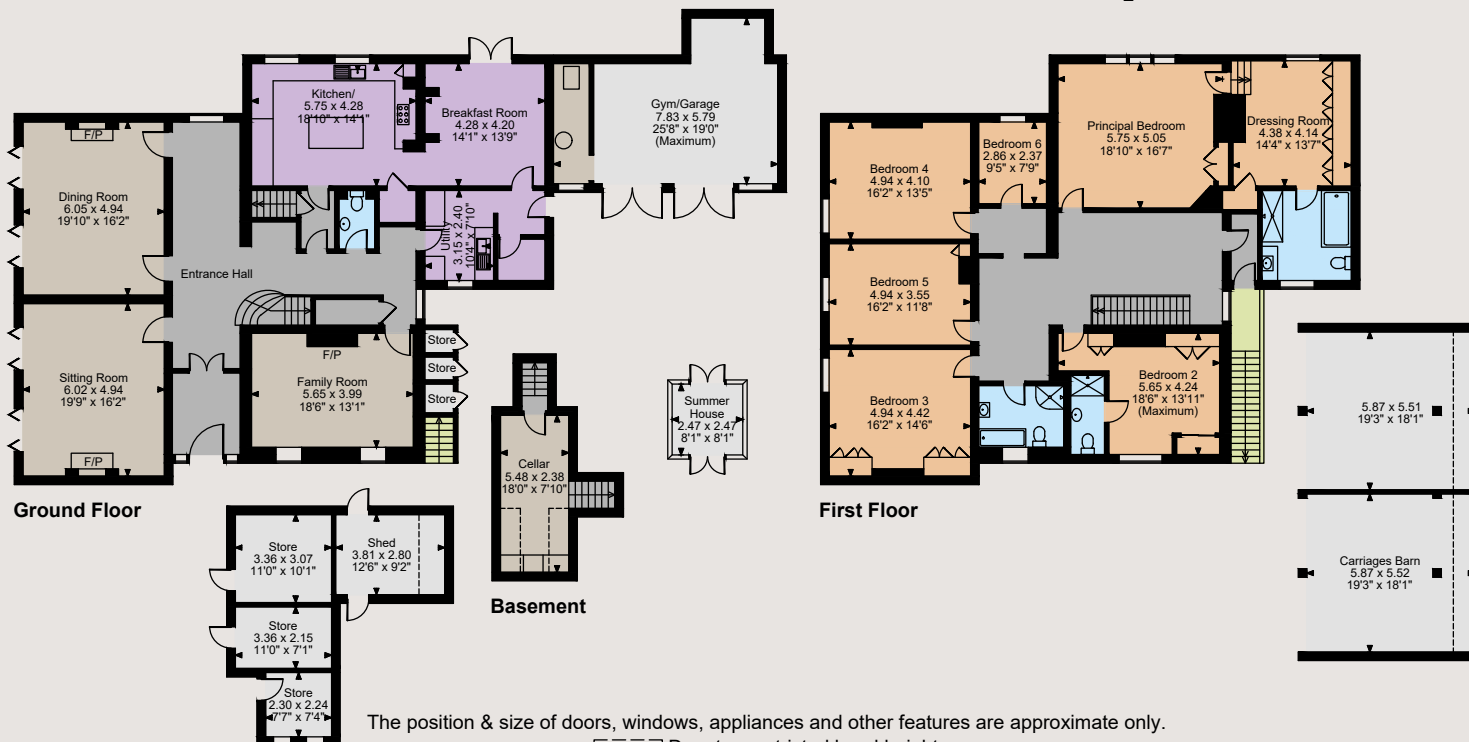 Kitchen/
5.75 x 4.28
18'10" x 14'1"
Breakfast Room
4.28 x 4.20
14'1" x 13'9"
Gym/Garage
7.83 x 5.79
25'8" x 19'0"
(Maximum)
F/P
Dining Room
6.05 x 4.94
19'10" x 16'2"
Utility
3.15 x 2.40
10'4" x 7'10"
Entrance Hall
Sitting Room
6.02 x 4.94
19'9" x 16'2"
F/P
F/P
Family Room
5.65 x 3.99
18'6" x 13'1"
Store
Store
Store
Ground Floor
Cellar
5.48 x 2.38
18'0" x 7'10"
Basement
Summer
House
2.47 x 2.47
8'1" x 8'1"
Principal Bedroom
5.75 x 5.05
18'10" x 16'7"
Dressing Room
4.38 x 4.14
14'4" x 13'7"
Bedroom 6
2.86 x 2.37
9'5" x 7'9"
Bedroom 4
4.94 x 4.10
16'2" x 13'5"
Bedroom 5
4.94 x 3.55
16'2" x 11'8"
Bedroom 3
4.94 x 4.42
16'2" x 14'6"
Bedroom 2
5.65 x 4.24
18'6" x 13'11"
(Maximum)
First Floor
5.87 x 5.51
19'3" x 18'1"
Carriages Barn
5.87 x 5.52
19'3" x 18'1"
Store
3.36 x 3.07
11'0" x 10'1"
Shed
3.81 x 2.80
12'6" x 9'2"
Store
3.36 x 2.15
11'0" x 7'1"
Store
2.30 x 2.24
7'7" x 7'4"
The position & size of doors, windows, appliances and other features are approximate only.